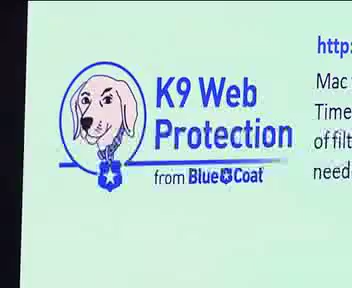 K9 Web
Protection
from Blue Coat
http:
Mac
Time
of filt
need